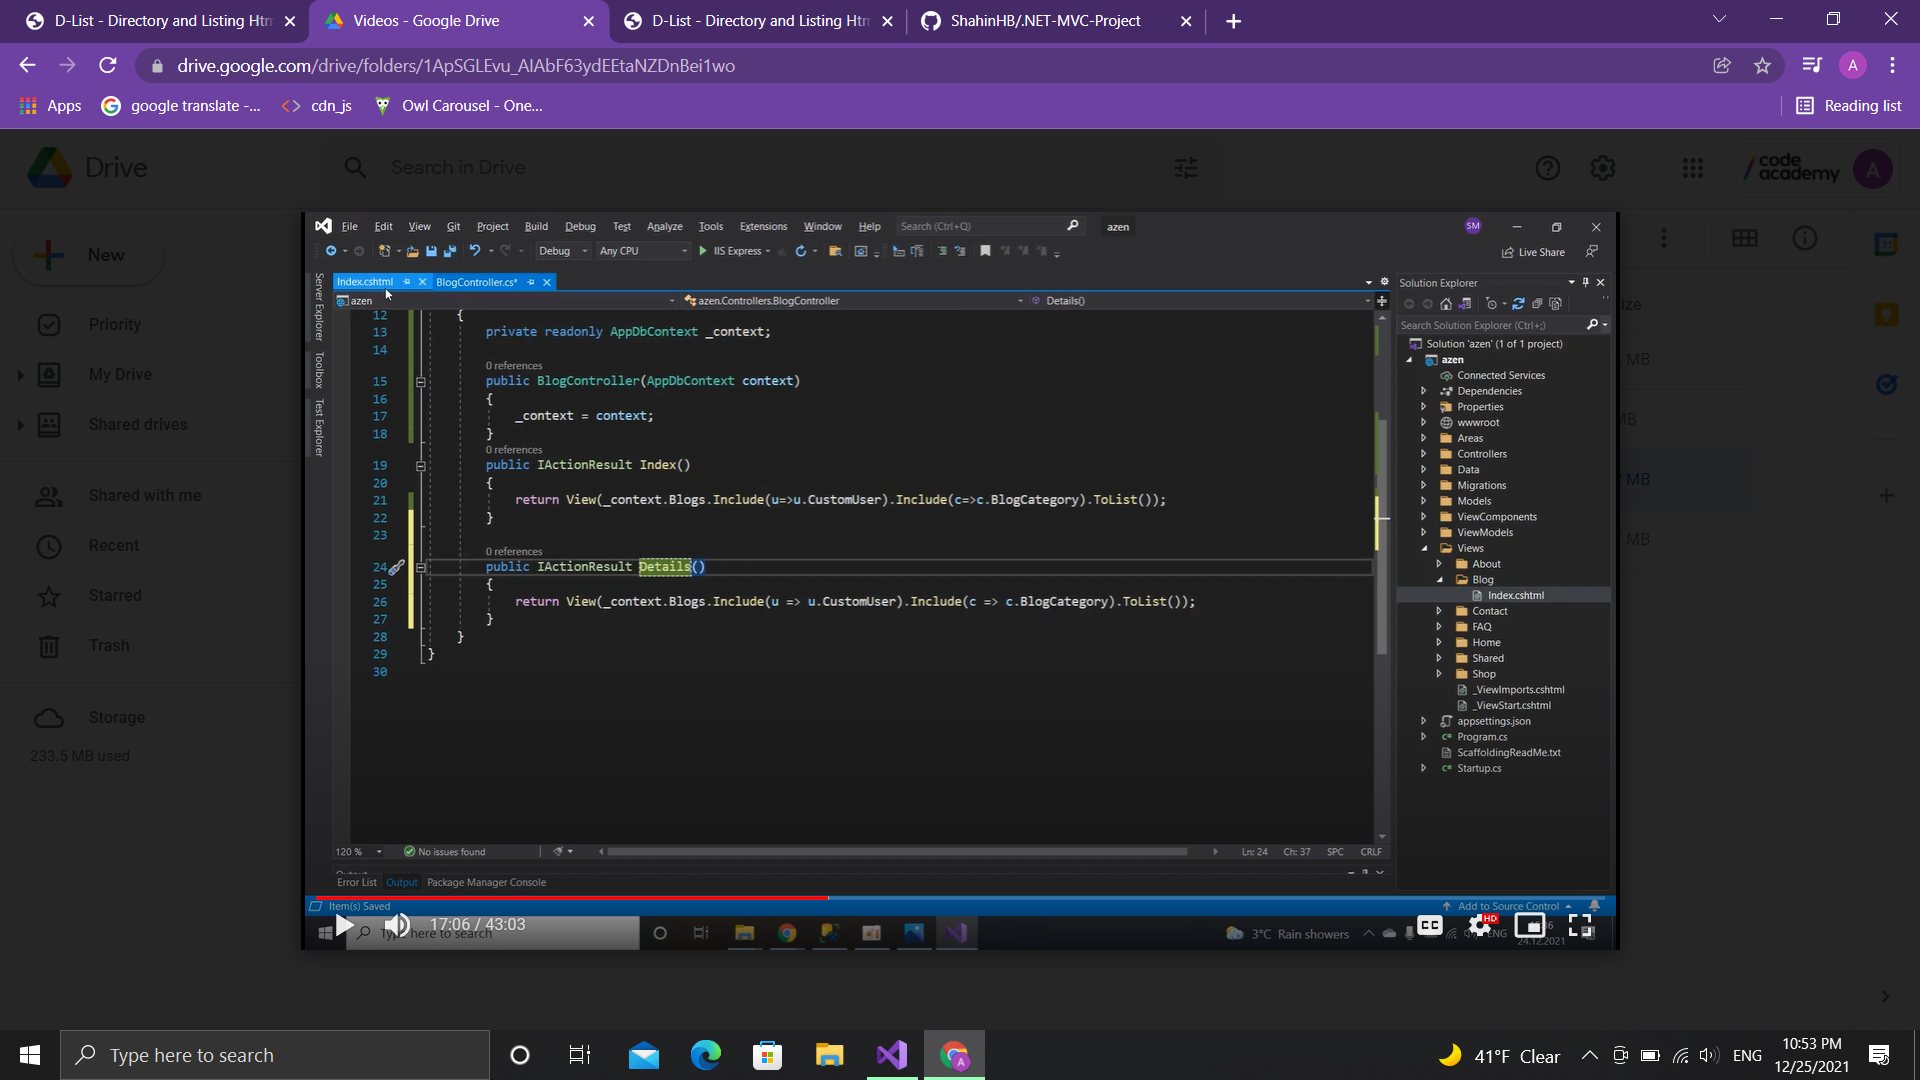 D-List - Directory and Listing Htm
Videos - Google Drive
D-List - Directory and Listing Htm
ShahinHB/.NET-MVC-Project
drive.google.com/drive/folders/1ApSGLEvu_AlAbF63ydEEtaNZDnBei1wo
A
Apps
google translate -...
cdn_js
Owl Carousel - One...
Reading list
Drive
Search in Drive
code academy
A
New
Priority
My Drive
Shared drives
Shared with me
Recent
Starred
Trash
Storage
233.5 MB used
File Edit View Git Project Build Debug Test Analyze Tools Extensions Window Help Search (Ctrl+Q) azen SM
Debug Any CPU IIS Express Live Share
Server Explorer
Toolbox
Test Explorer
Index.cshtml BlogController.cs*
azen azen.Controllers.BlogController Details()
12 {
13 private readonly AppDbContext _context;
14
0 references
15 public BlogController(AppDbContext context)
16 {
17 _context = context;
18 }
0 references
19 public IActionResult Index()
20 {
21 return View(_context.Blogs.Include(u=>u.CustomUser).Include(c=>c.BlogCategory).ToList());
22 }
23
0 references
24 public IActionResult Details()
25 {
26 return View(_context.Blogs.Include(u => u.CustomUser).Include(c => c.BlogCategory).ToList());
27 }
28 }
29 }
30
120 % No issues found Ln: 24 Ch: 37 SPC CRLF
Error List Output Package Manager Console
Item(s) Saved Add to Source Control
Solution Explorer
Search Solution Explorer (Ctrl+;)
Solution 'azen' (1 of 1 project)
azen
Connected Services
Dependencies
Properties
wwwroot
Areas
Controllers
Data
Migrations
Models
ViewComponents
ViewModels
Views
About
Blog
Index.cshtml
Contact
FAQ
Home
Shared
Shop
_ViewImports.cshtml
_ViewStart.cshtml
appsettings.json
Program.cs
ScaffoldingReadMe.txt
Startup.cs
17:06 / 43:03
CC
HD
3°C Rain showers
ENG
24.12.2021
MB
MB
MB
Type here to search
41°F Clear
ENG
10:53 PM
12/25/2021